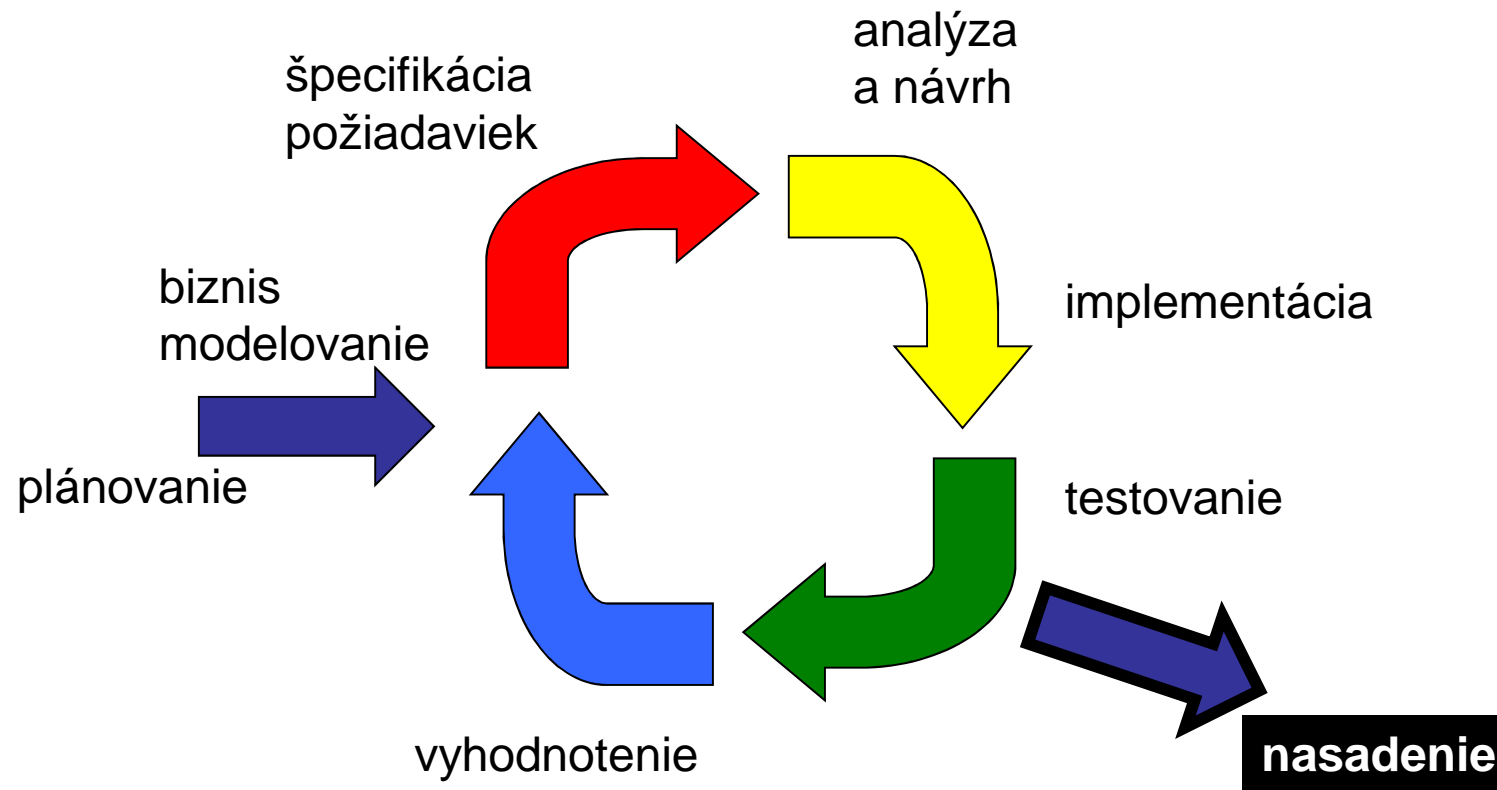 analýza
a návrh
špecifikácia
požiadaviek
biznis
modelovanie
implementácia
plánovanie
testovanie
vyhodnotenie
nasadenie